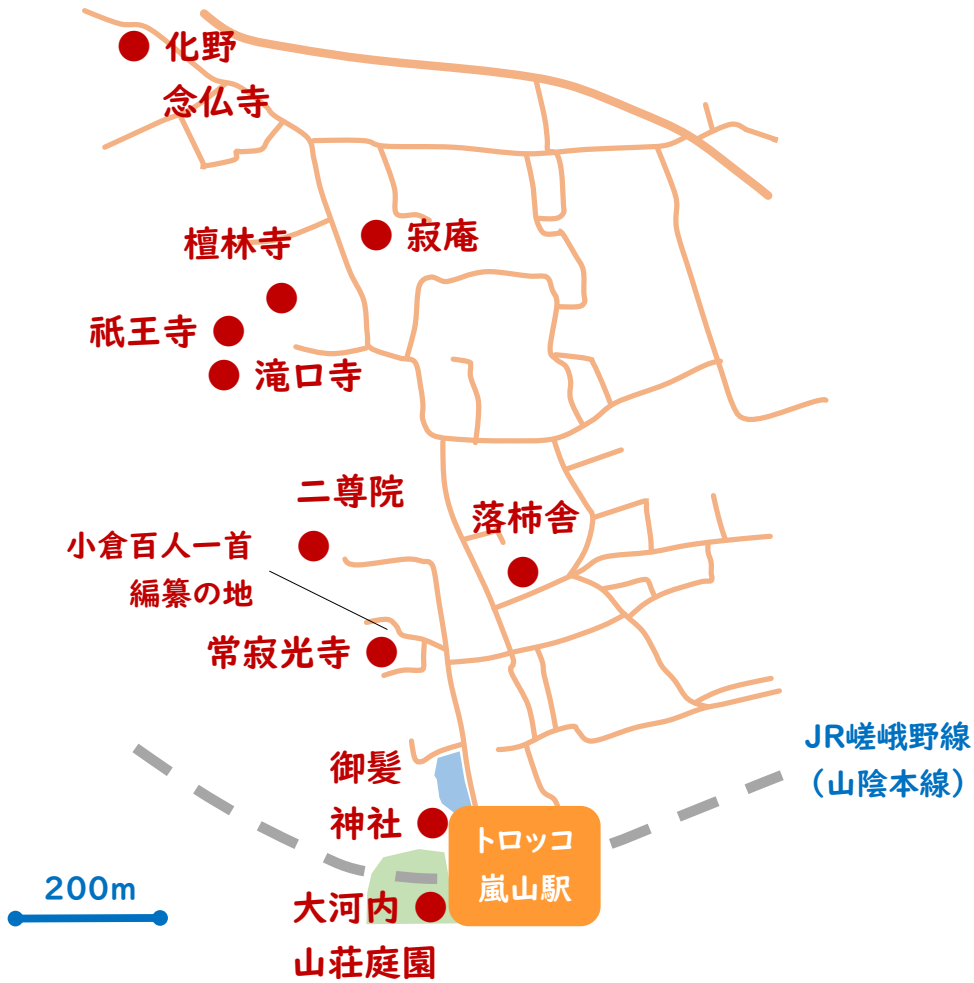 化野
念仏寺
檀林寺
寂庵
祇王寺
滝口寺
二尊院
落柿舎
小倉百人一首
編纂の地
常寂光寺
JR嵯峨野線
（山陰本線）
御髪
神社
トロッコ
嵐山駅
200m
大河内
山荘庭園